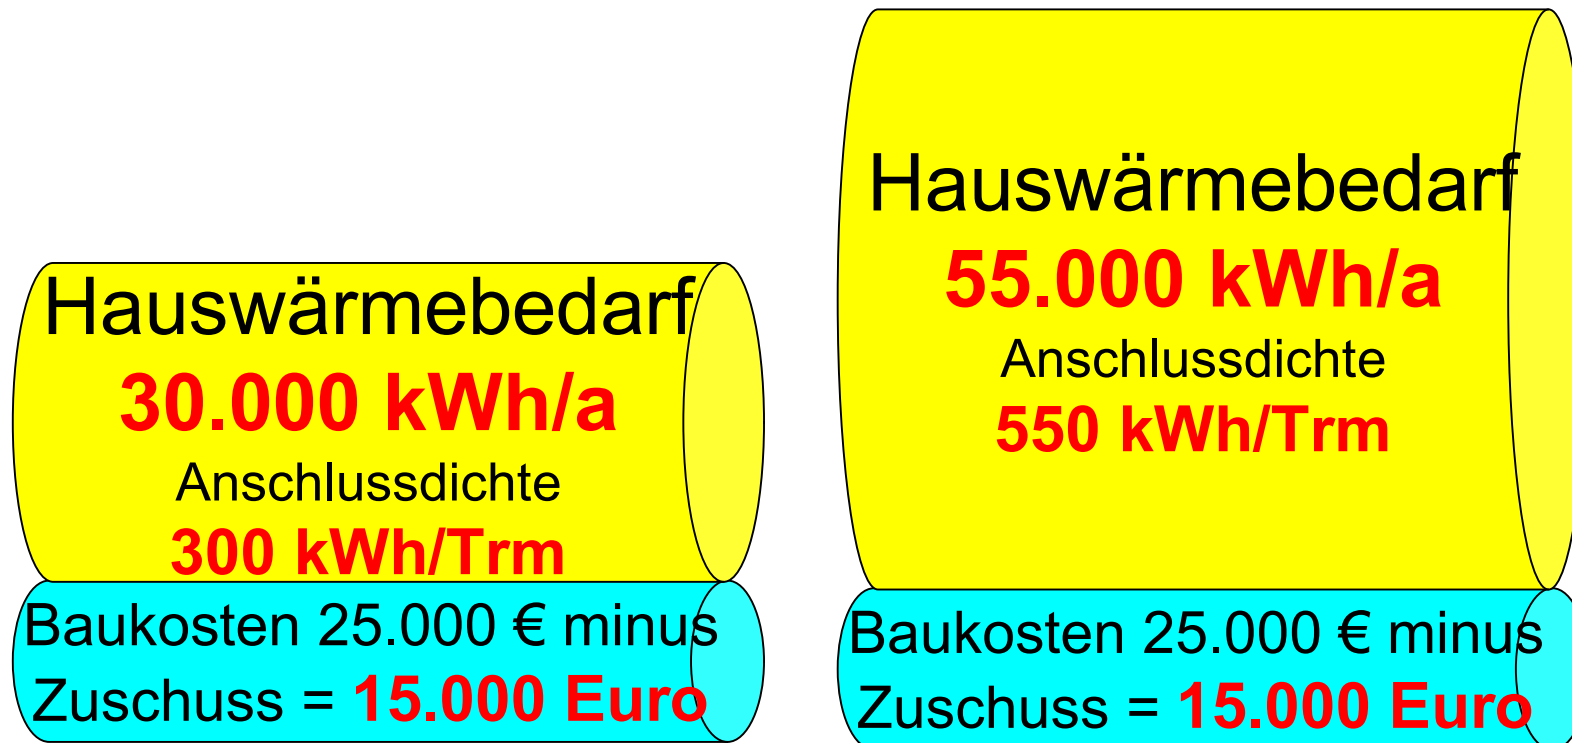 Hauswärmebedarf
30.000 kWh/a
Anschlussdichte
300 kWh/Trm
Baukosten 25.000 € minus
Zuschuss = 15.000 Euro
Hauswärmebedarf
55.000 kWh/a
Anschlussdichte
550 kWh/Trm
Baukosten 25.000 € minus
Zuschuss = 15.000 Euro